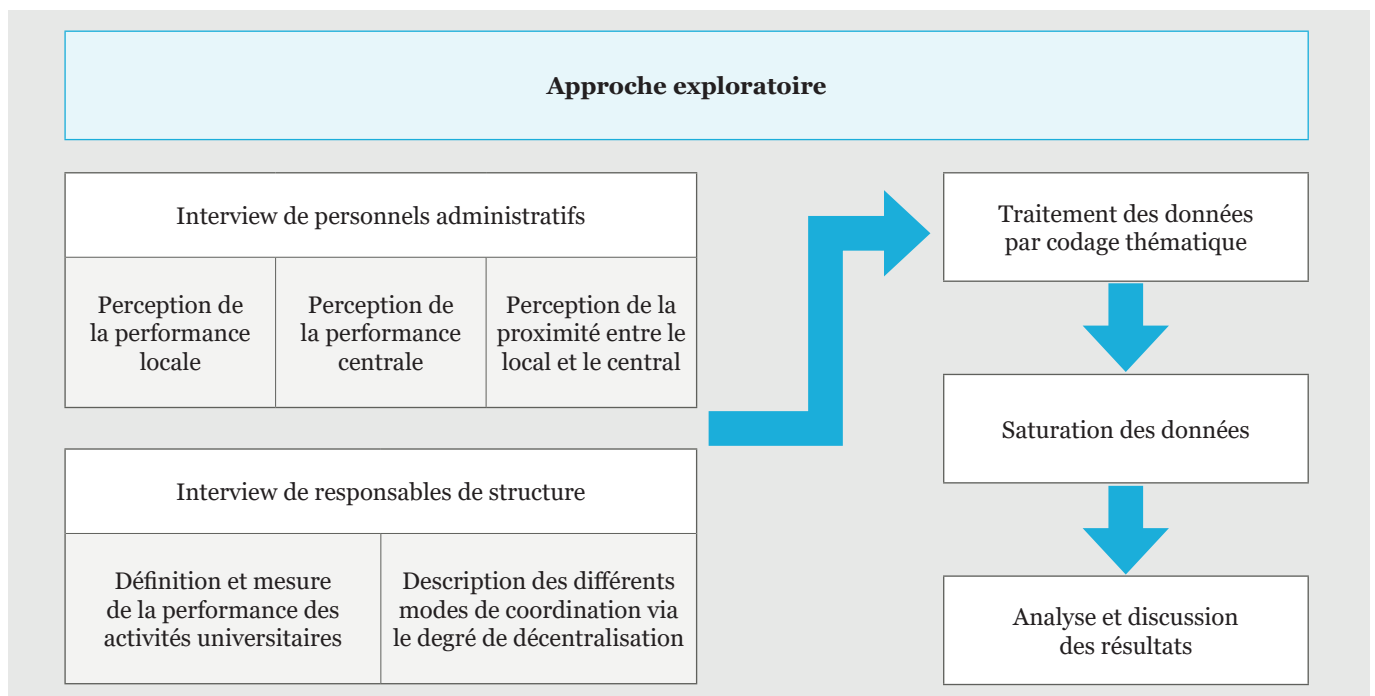 Approche exploratoire
Interview de personnels administratifs
Perception de
la performance
locale
Perception de
la performance
centrale
Perception de la
proximité entre le
local et le central
Interview de responsables de structure
Définition et mesure
de la performance des
activités universitaires
Description des différents
modes de coordination via
le degré de décentralisation
Traitement des données
par codage thématique
Saturation des données
Analyse et discussion
des résultats